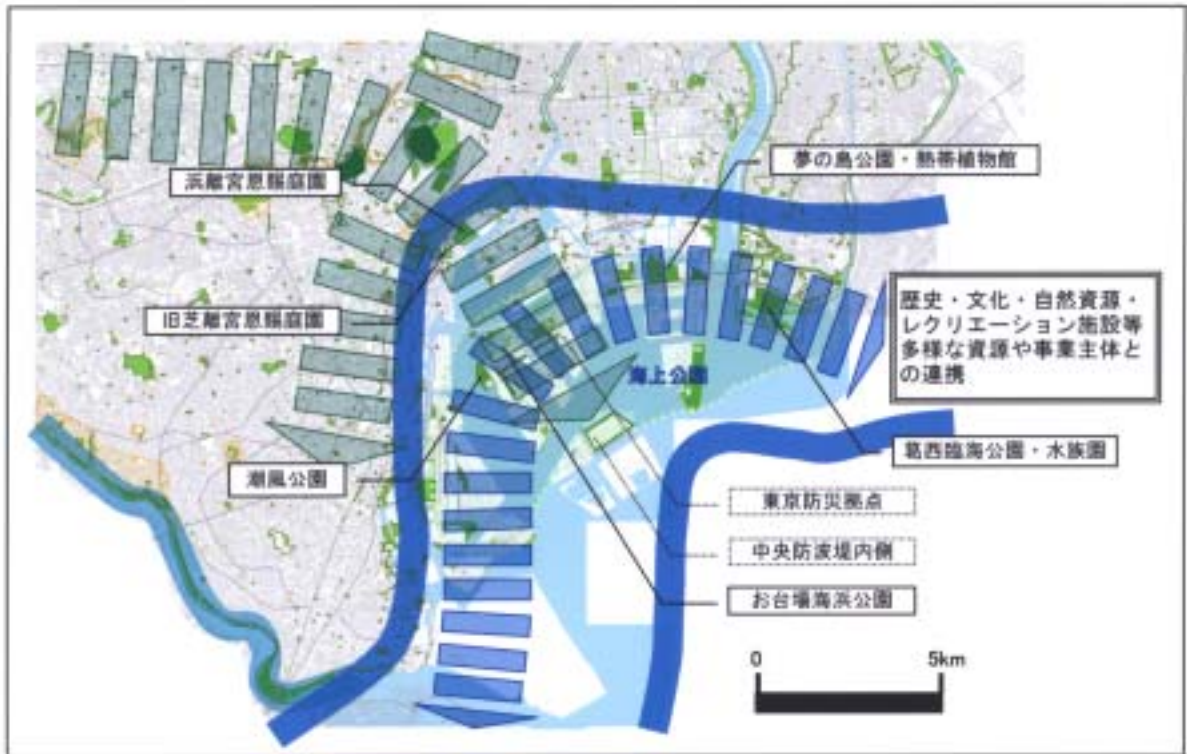 夢の島公園・熱帯植物館
浜離宮恩賜庭園
旧芝離宮恩賜庭園
歴史・文化・自然資源・
レクリエーション施設等
多様な資源や事業主体と
の連携
海上公園
葛西臨海公園・水族園
潮風公園
東京防災拠点
中央防波堤内側
お台場海浜公園
0 5km